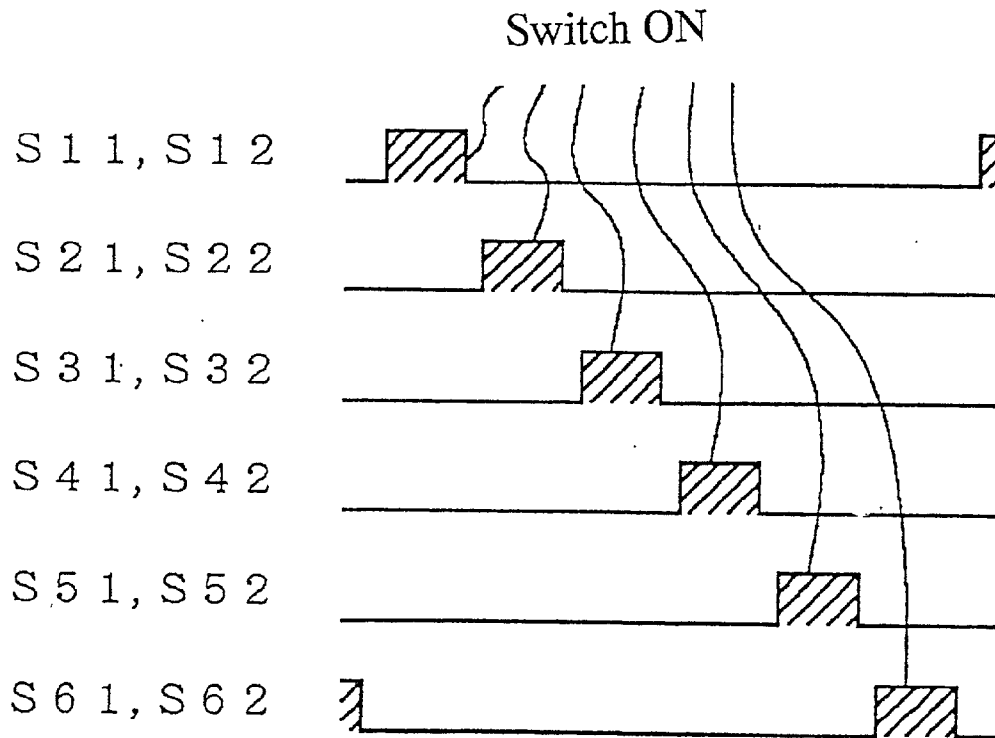 Switch ON
S 1 1, S 1 2
S 2 1, S 2 2
S 3 1, S 3 2
S 4 1, S 4 2
S 5 1, S 5 2
S 6 1, S 6 2